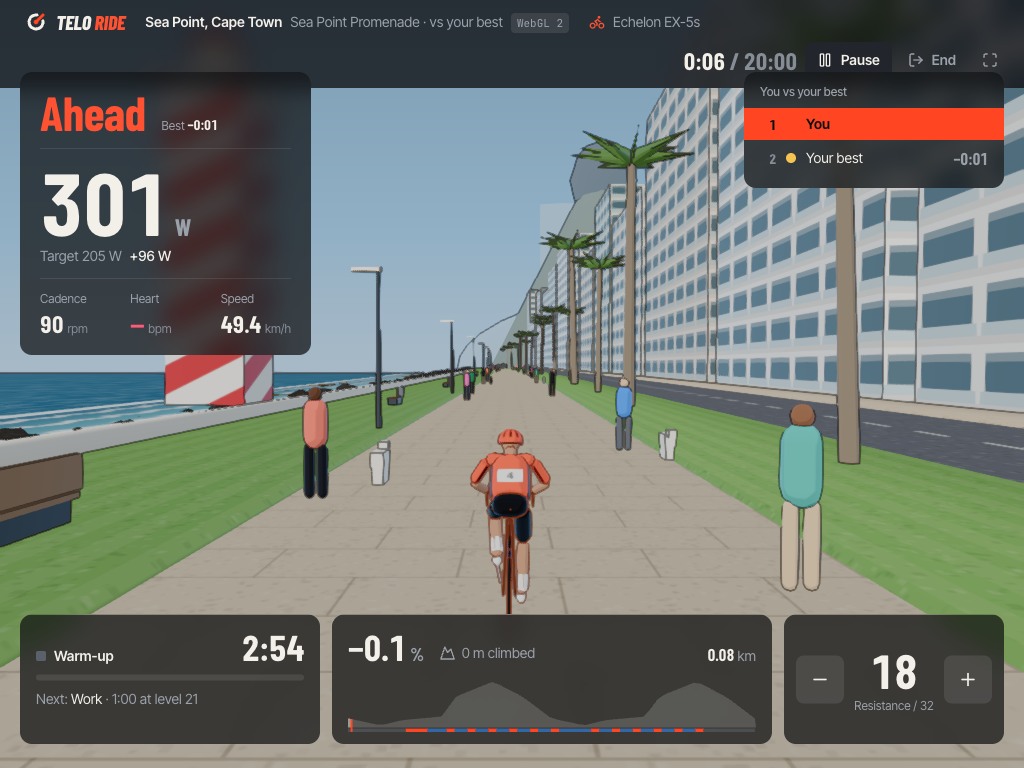 TELO RIDE Sea Point, Cape Town Sea Point Promenade · vs your best WebGL 2 Echelon EX-5s
0:06 / 20:00 Pause End
Ahead Best −0:01
301 W
Target 205 W +96 W
Cadence Heart Speed
90 rpm – bpm 49.4 km/h
You vs your best
1 You
2 Your best −0:01
4
Warm-up 2:54
Next: Work · 1:00 at level 21
−0.1 % 0 m climbed 0.08 km
− 18 +
Resistance / 32